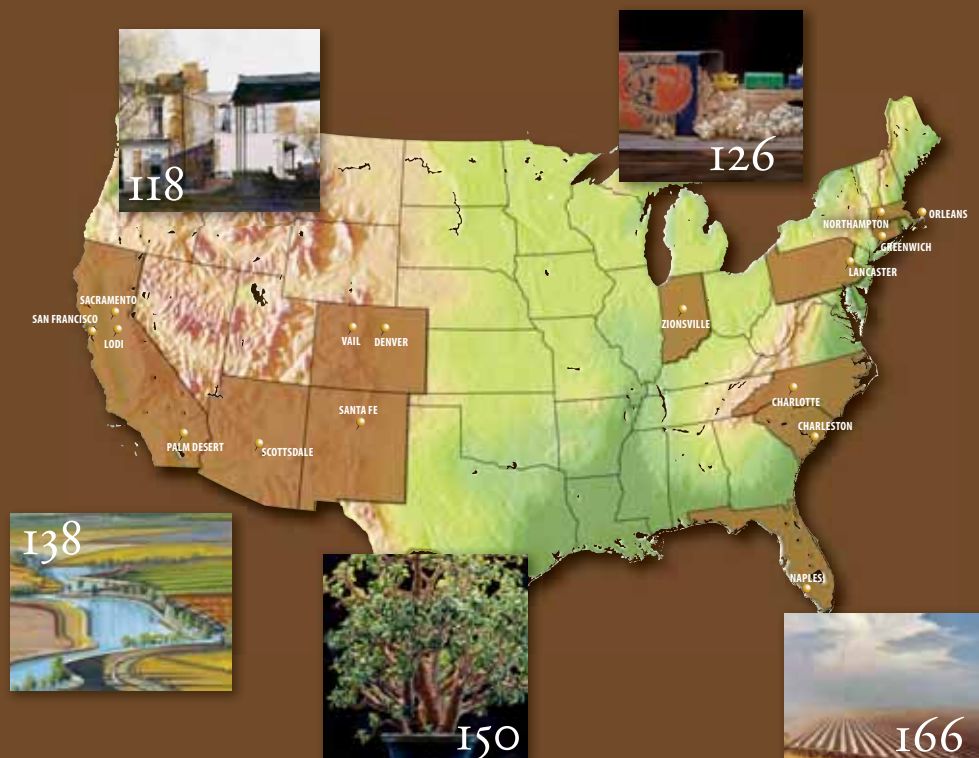 118
126
ORLEANS
NORTHAMPTON
GREENWICH
LANCASTER
SACRAMENTO
SAN FRANCISCO
LODI
ZIONSVILLE
VAIL DENVER
SANTA FE
CHARLOTTE
CHARLESTON
PALM DESERT
SCOTTSDALE
138
NAPLES
150
166